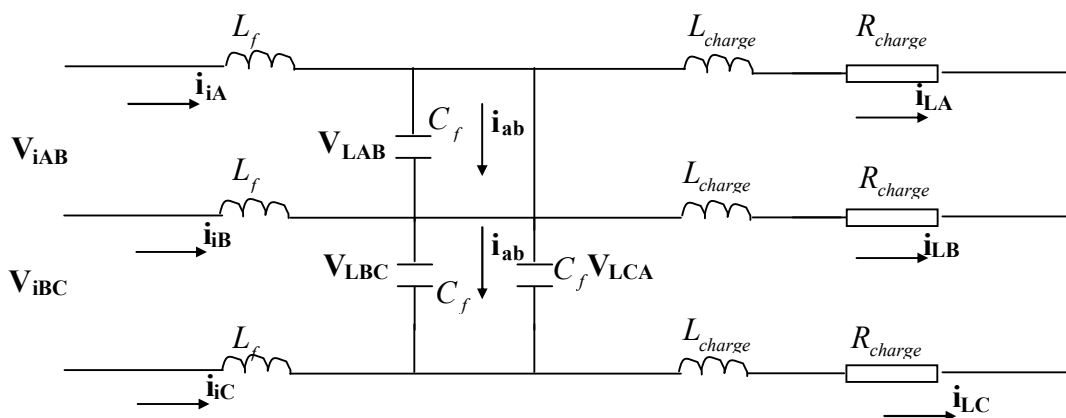 L_f L_charge R_charge
i_iA i_LA
C_f i_ab
V_iAB V_LAB
L_f L_charge R_charge
i_iB i_ab i_LB
V_iBC V_LBC C_f C_f V_LCA
L_f L_charge R_charge
i_iC i_LC